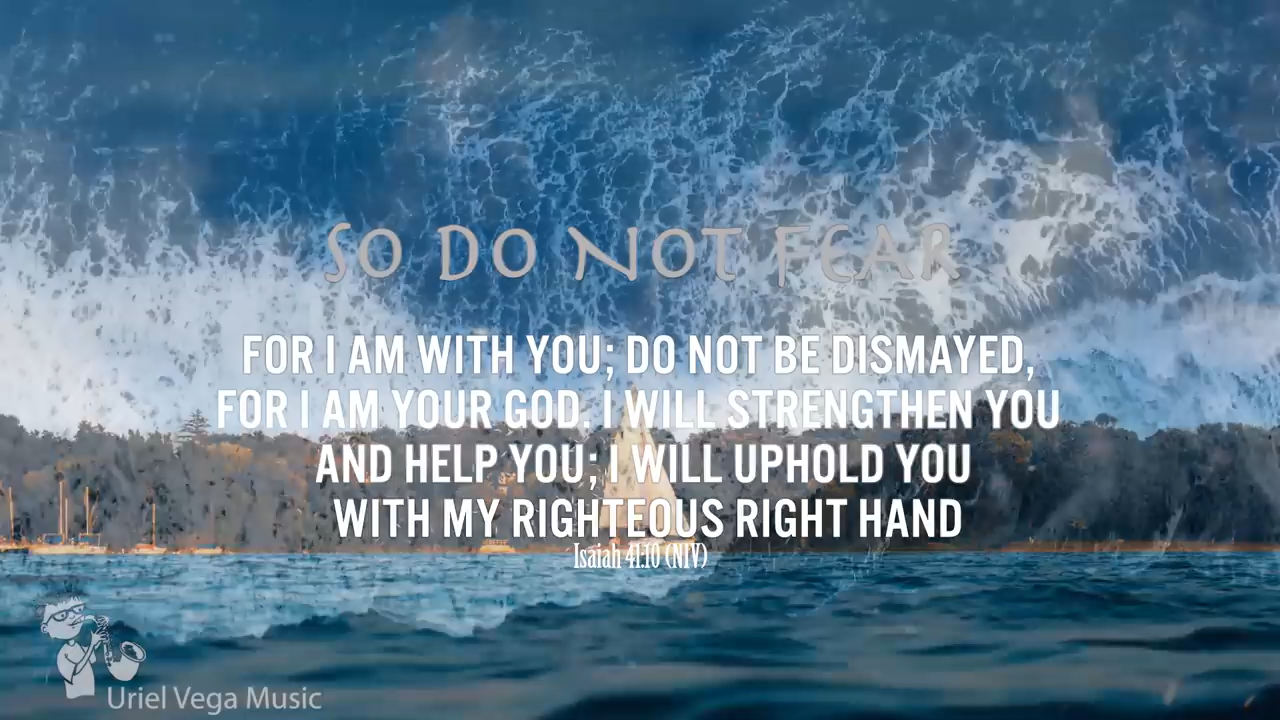 So Do Not Fear
FOR I AM WITH YOU; DO NOT BE DISMAYED,
FOR I AM YOUR GOD. I WILL STRENGTHEN YOU
AND HELP YOU; I WILL UPHOLD YOU
WITH MY RIGHTEOUS RIGHT HAND
Isaiah 41:10 (NIV)
Uriel Vega Music